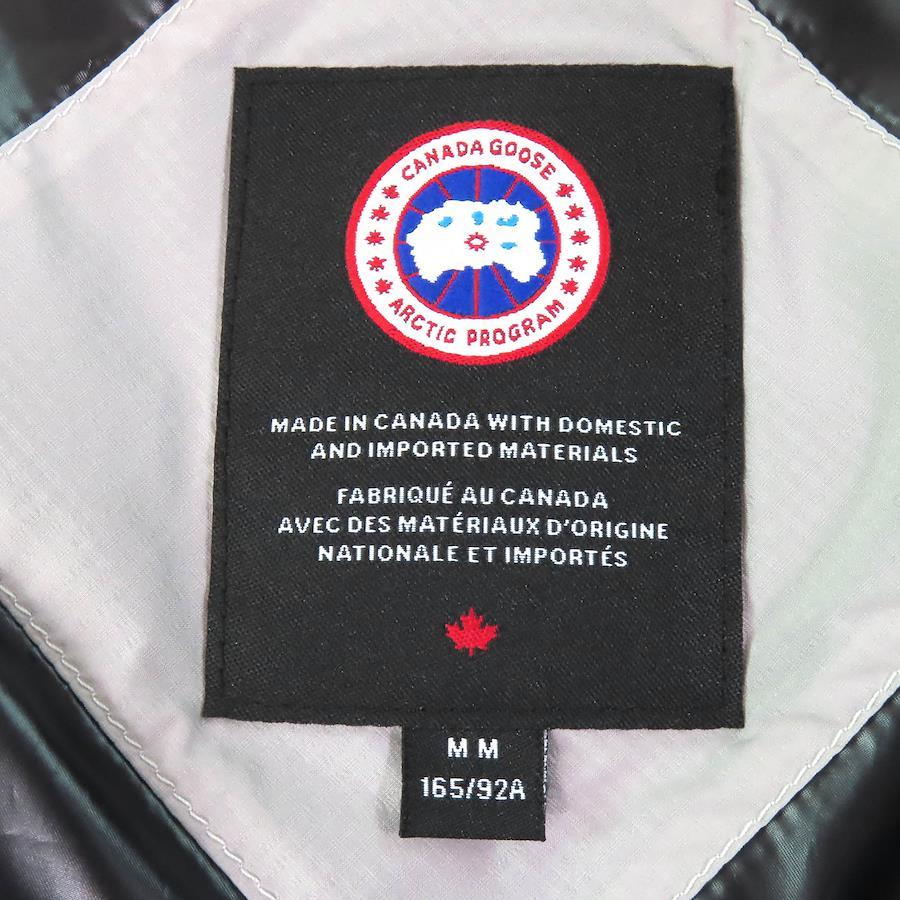 CANADA GOOSE
ARCTIC PROGRAM
MADE IN CANADA WITH DOMESTIC
AND IMPORTED MATERIALS
FABRIQUÉ AU CANADA
AVEC DES MATÉRIAUX D'ORIGINE
NATIONALE ET IMPORTÉS
M M
165/92A